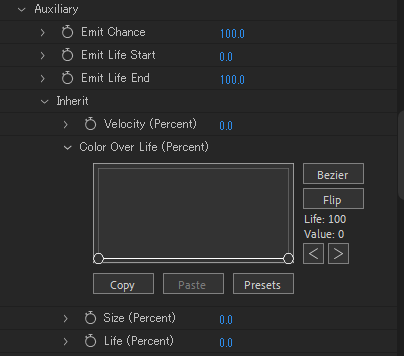 Auxiliary
Emit Chance 100.0
Emit Life Start 0.0
Emit Life End 100.0
Inherit
Velocity (Percent) 0.0
Color Over Life (Percent)
Bezier
Flip
Life: 100
Value: 0
< >
Copy Paste Presets
Size (Percent) 0.0
Life (Percent) 0.0